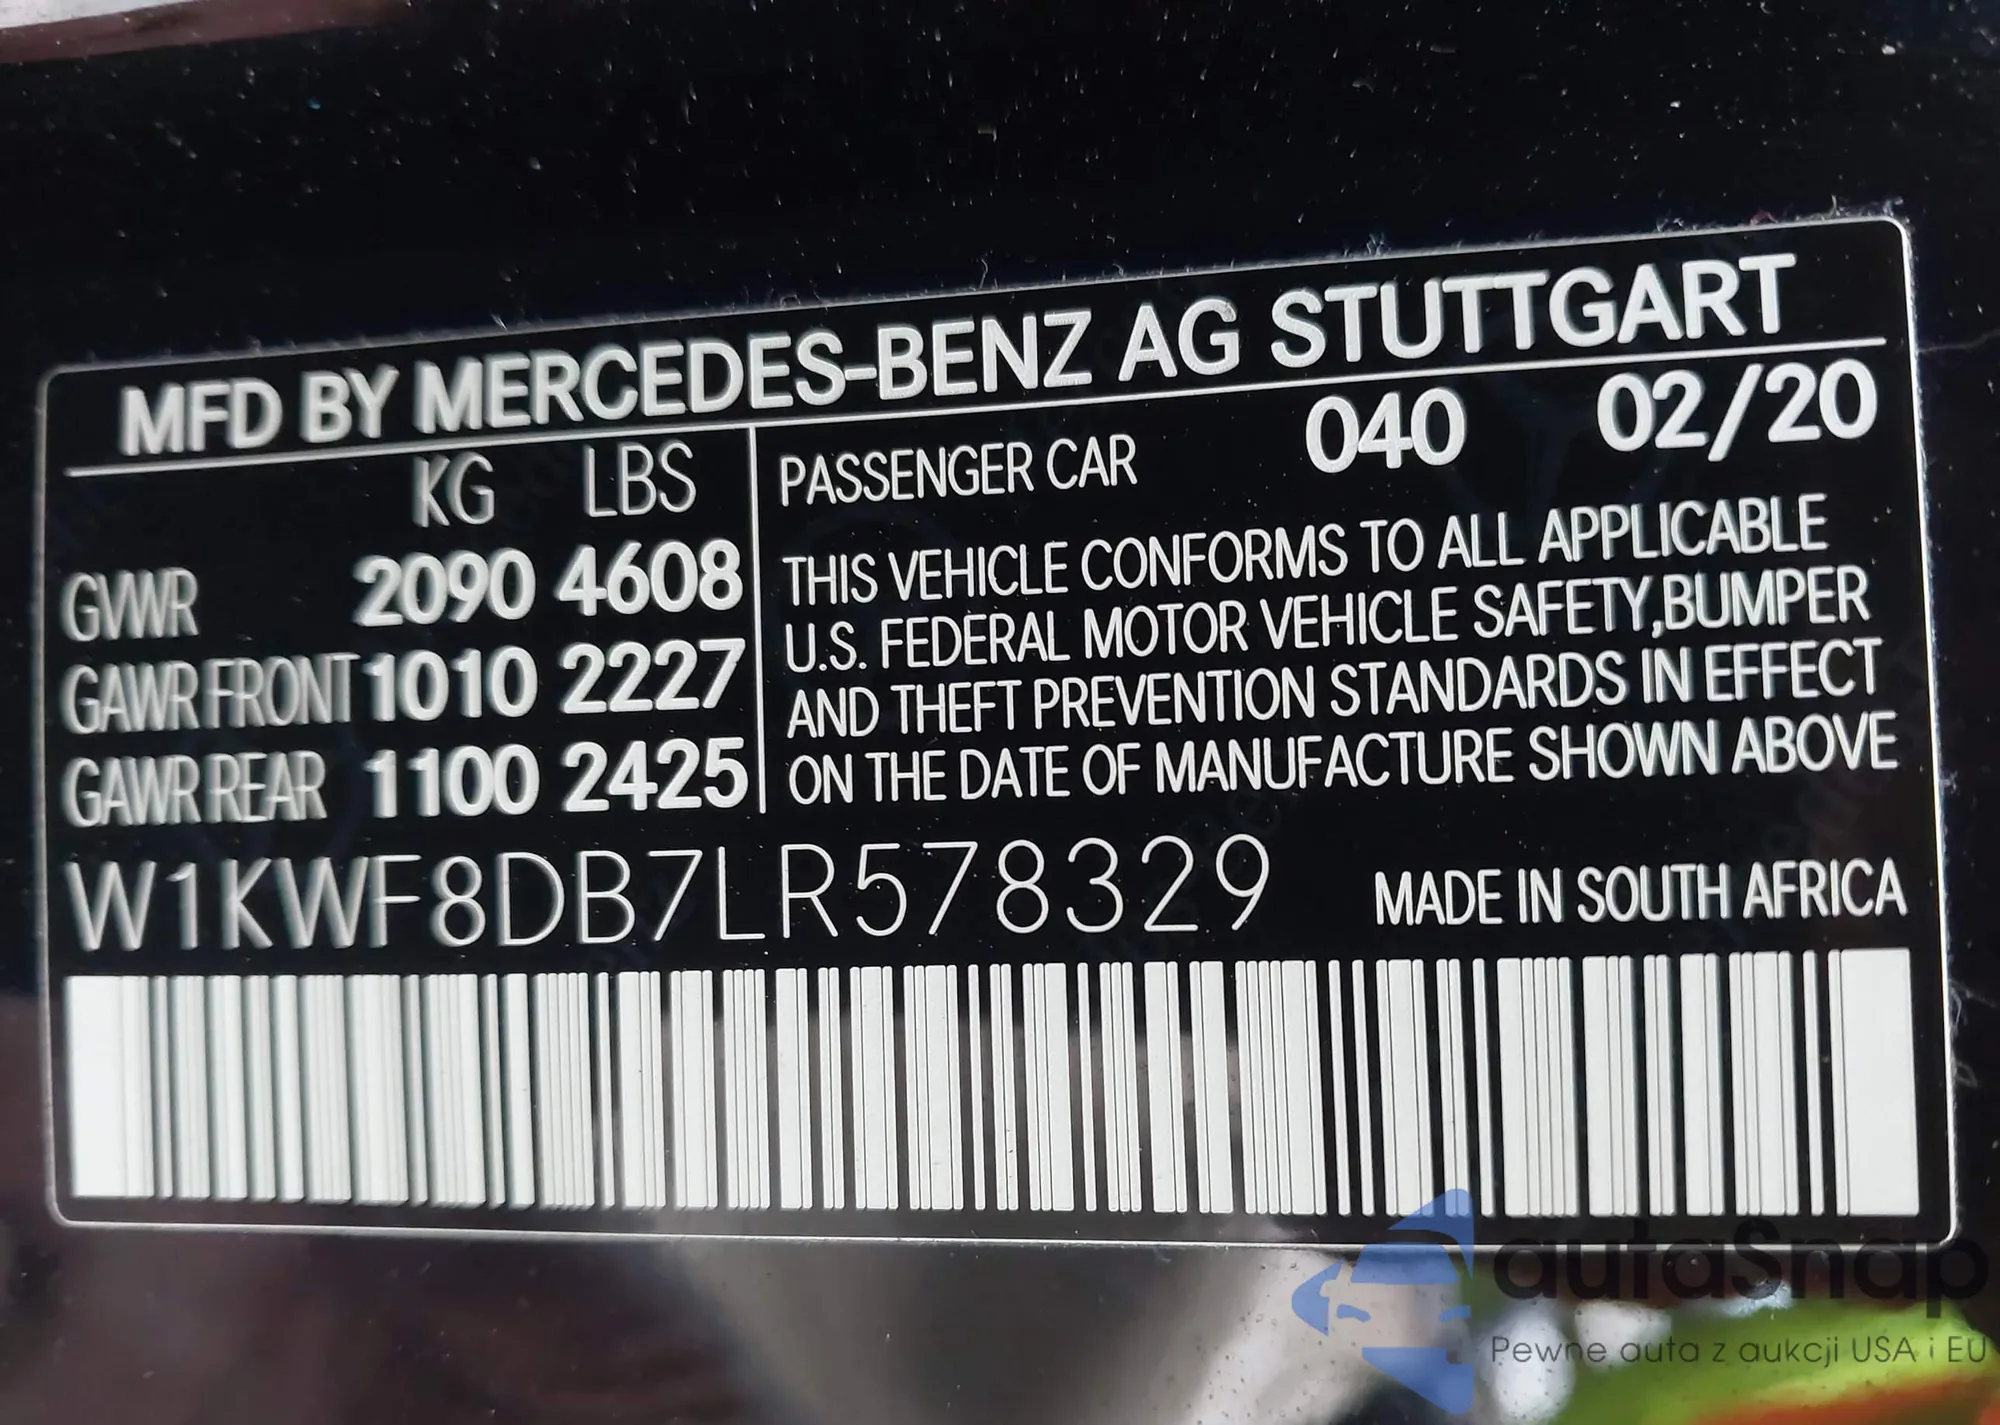 MFD BY MERCEDES-BENZ AG STUTTGART
KG LBS
GVWR 2090 4608
GAWR FRONT 1010 2227
GAWR REAR 1100 2425
PASSENGER CAR 040 02/20
THIS VEHICLE CONFORMS TO ALL APPLICABLE
U.S. FEDERAL MOTOR VEHICLE SAFETY,BUMPER
AND THEFT PREVENTION STANDARDS IN EFFECT
ON THE DATE OF MANUFACTURE SHOWN ABOVE
W1KWF8DB7LR578329
MADE IN SOUTH AFRICA
autaSnap
Pewne auta z aukcji USA i EU